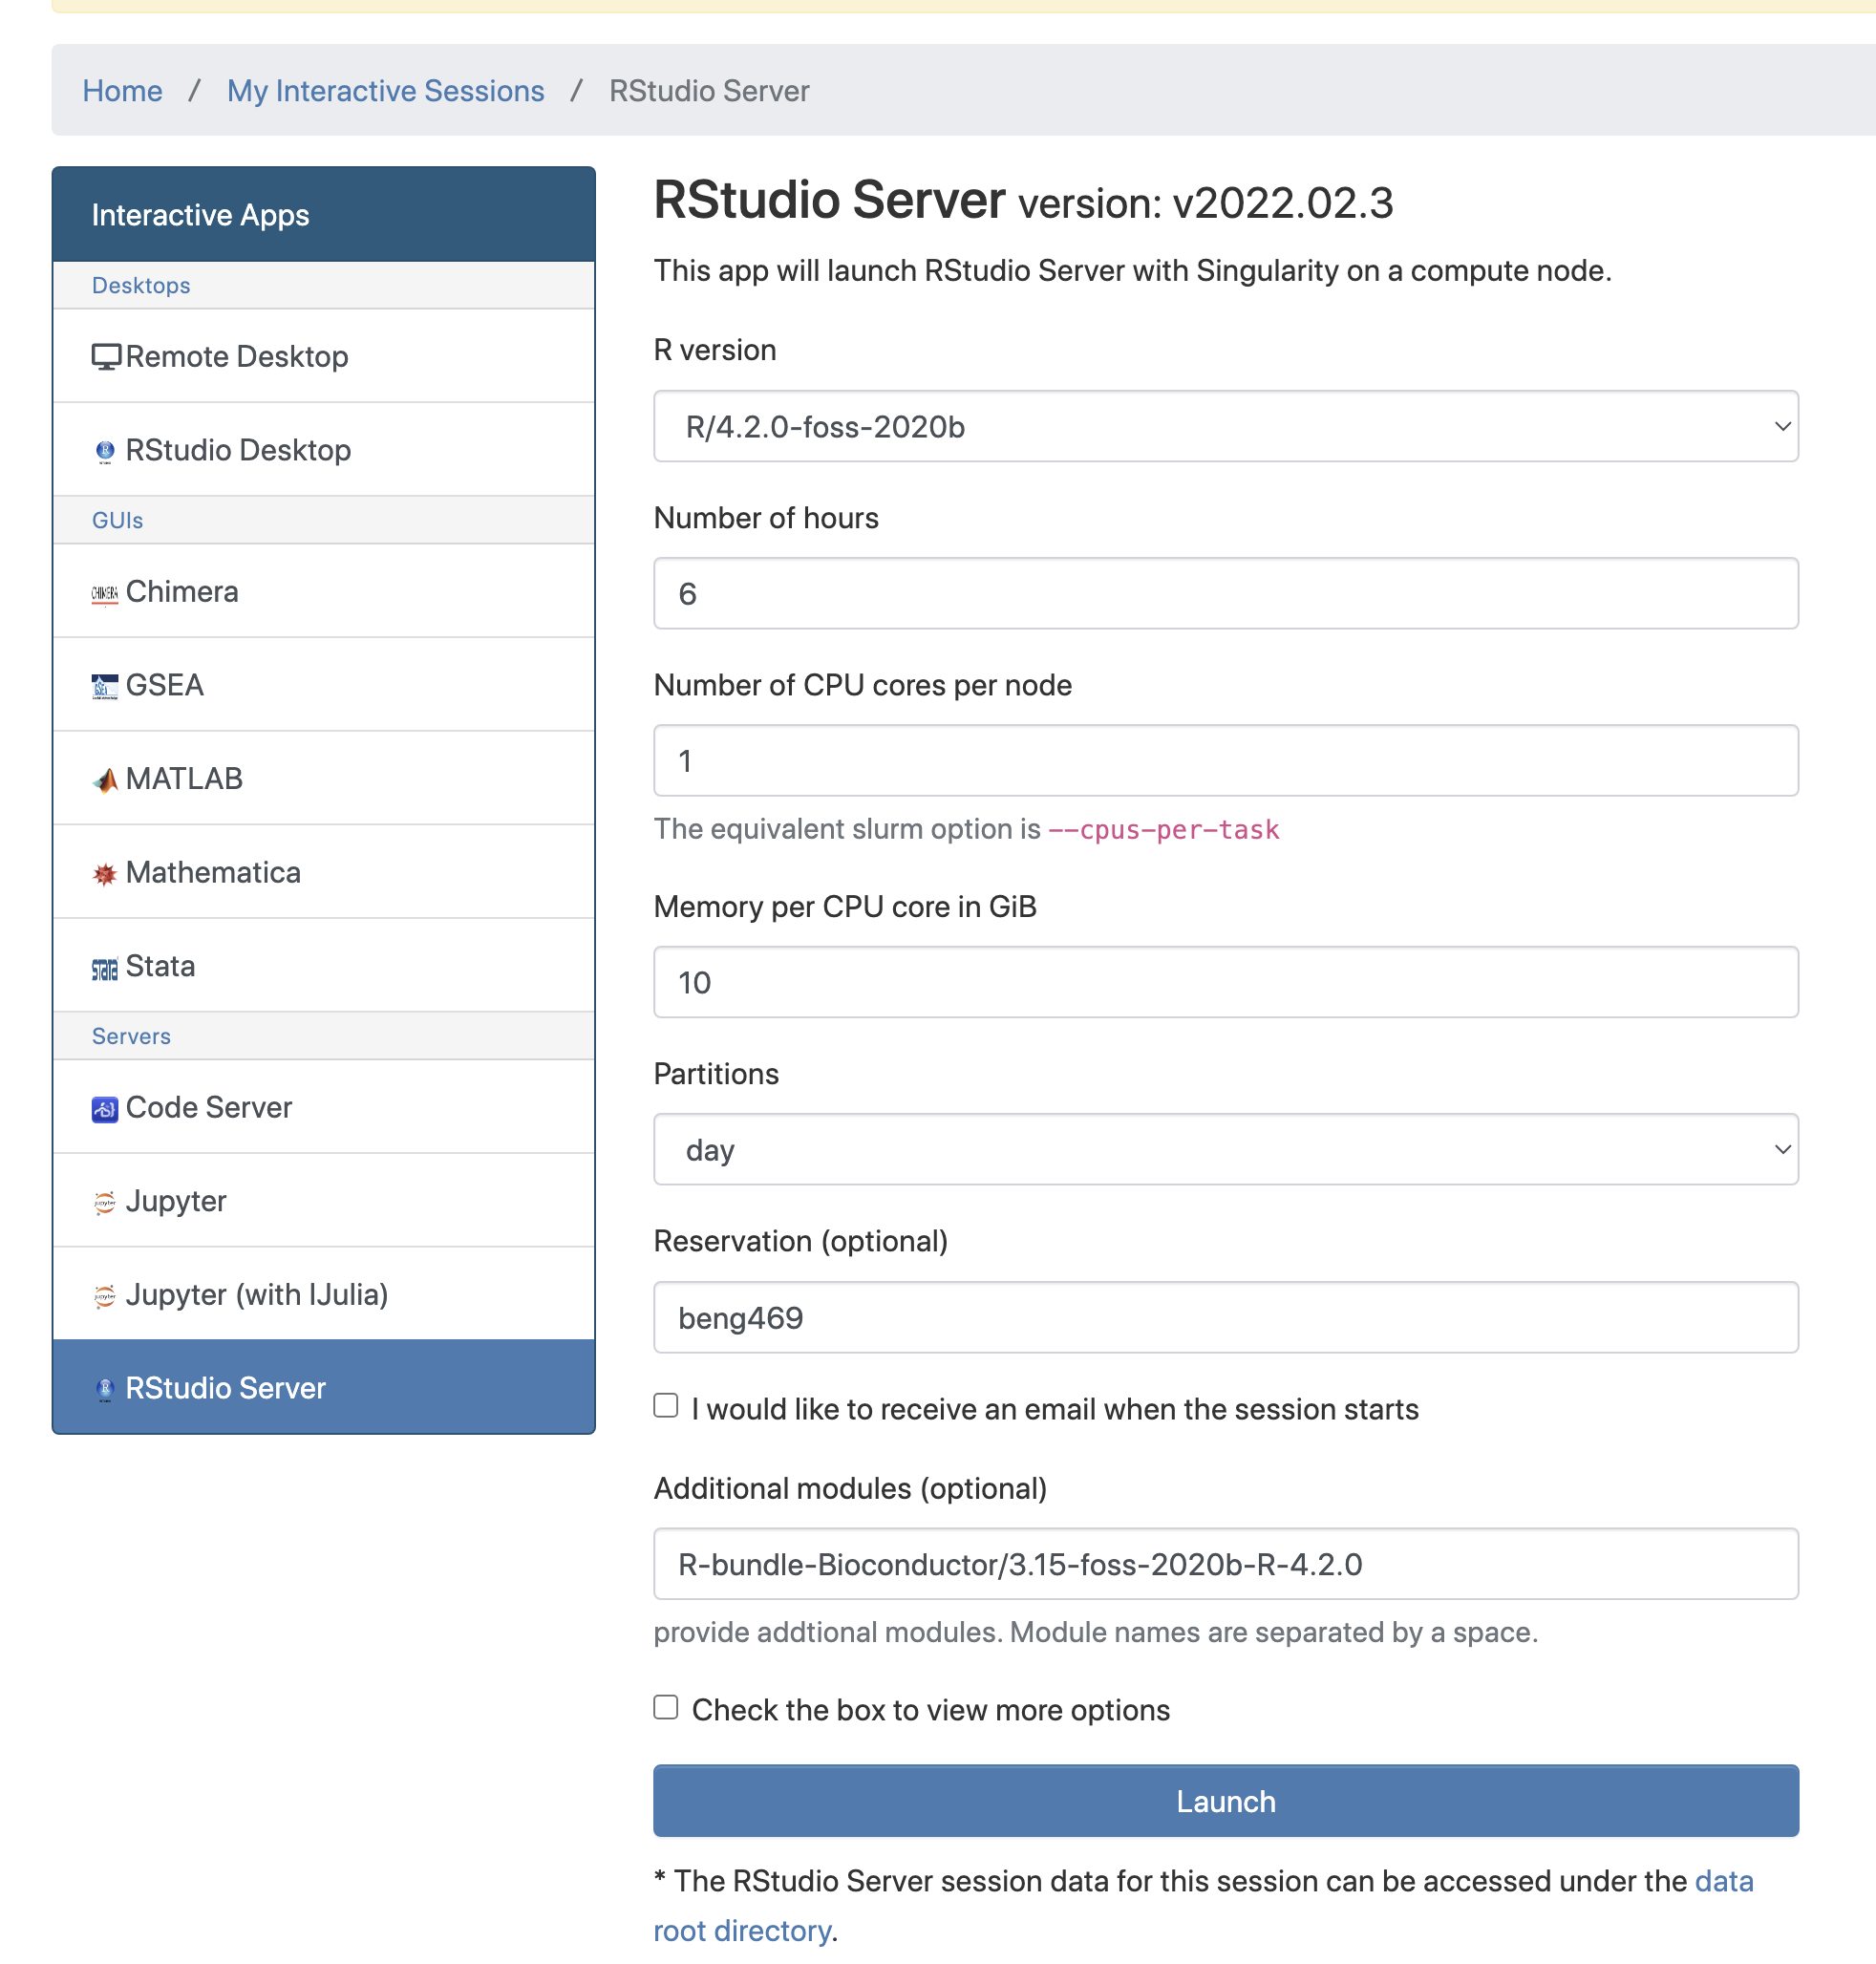 Home / My Interactive Sessions / RStudio Server
Interactive Apps
Desktops
Remote Desktop
RStudio Desktop
GUIs
CHIMERA Chimera
GSEA GSEA
MATLAB
Mathematica
STATA Stata
Servers
Code Server
Jupyter
Jupyter (with IJulia)
RStudio Server
RStudio Server version: v2022.02.3
This app will launch RStudio Server with Singularity on a compute node.
R version
R/4.2.0-foss-2020b
Number of hours
6
Number of CPU cores per node
1
The equivalent slurm option is --cpus-per-task
Memory per CPU core in GiB
10
Partitions
day
Reservation (optional)
beng469
I would like to receive an email when the session starts
Additional modules (optional)
R-bundle-Bioconductor/3.15-foss-2020b-R-4.2.0
provide addtional modules. Module names are separated by a space.
Check the box to view more options
Launch
* The RStudio Server session data for this session can be accessed under the data
root directory.